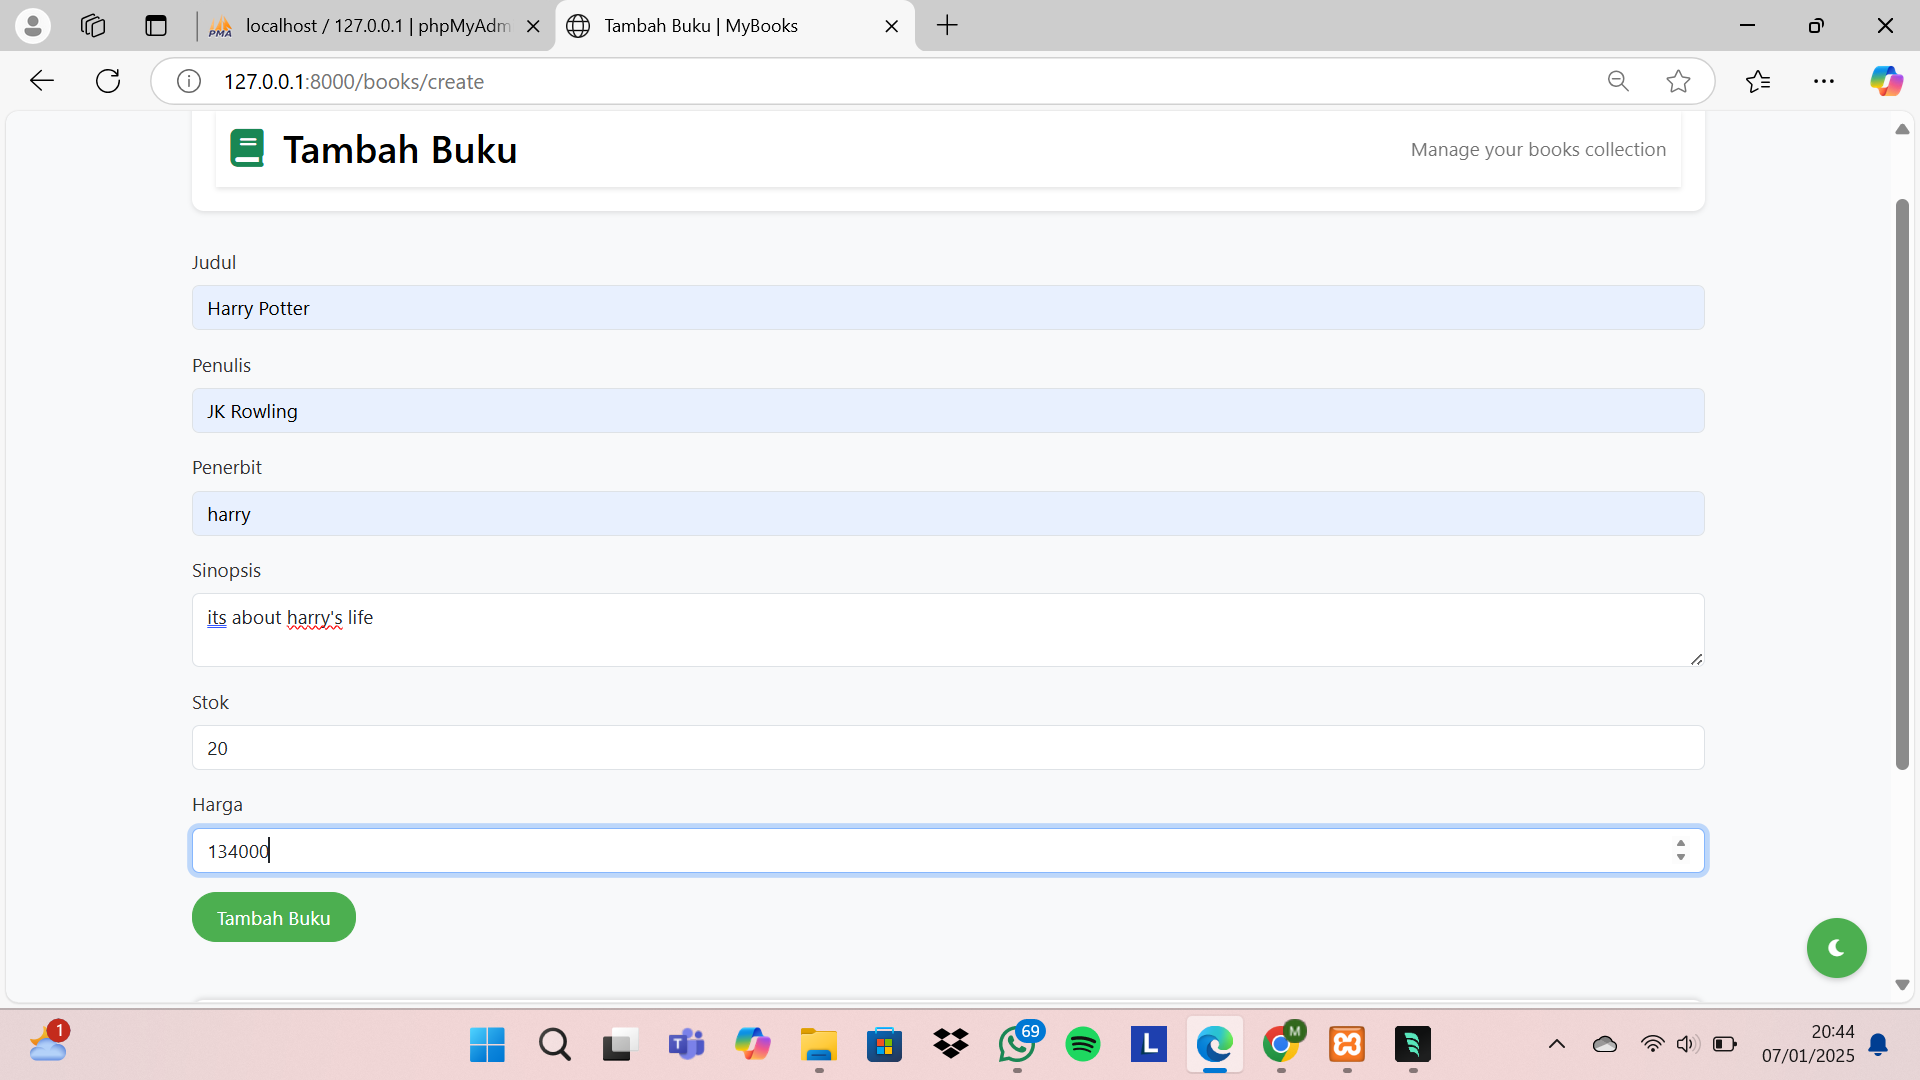 localhost / 127.0.0.1 | phpMyAdm
Tambah Buku | MyBooks
127.0.0.1:8000/books/create
Tambah Buku
Manage your books collection
Judul
Harry Potter
Penulis
JK Rowling
Penerbit
harry
Sinopsis
its about harry's life
Stok
20
Harga
134000
Tambah Buku
1
69
M
L
T
PMA
20:44
07/01/2025